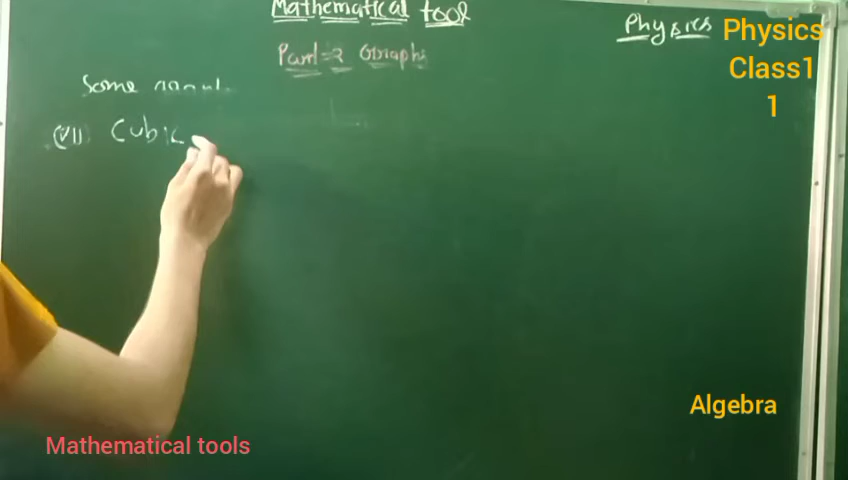 Mathematical tool
Physics
Physics
Class1
1
Part=2 Graphs
Some
(VII) Cubic
Algebra
Mathematical tools